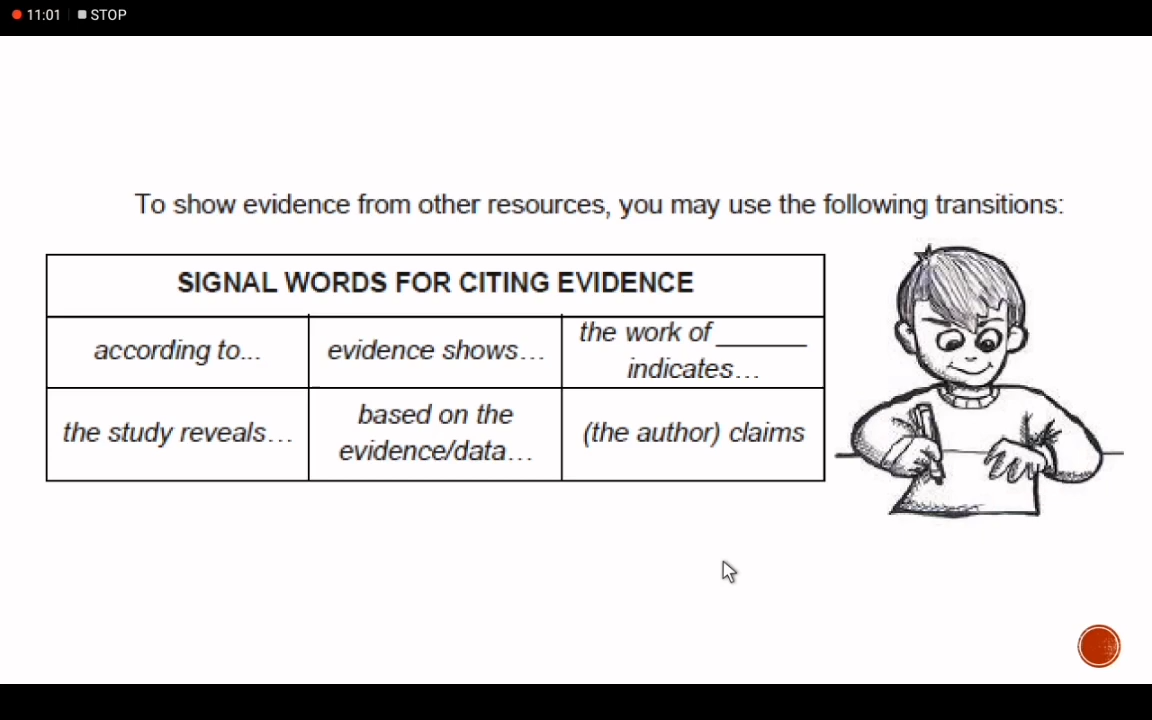 11:01 STOP
To show evidence from other resources, you may use the following transitions:
SIGNAL WORDS FOR CITING EVIDENCE
according to...
evidence shows…
the work of ______
indicates…
the study reveals…
based on the
evidence/data…
(the author) claims